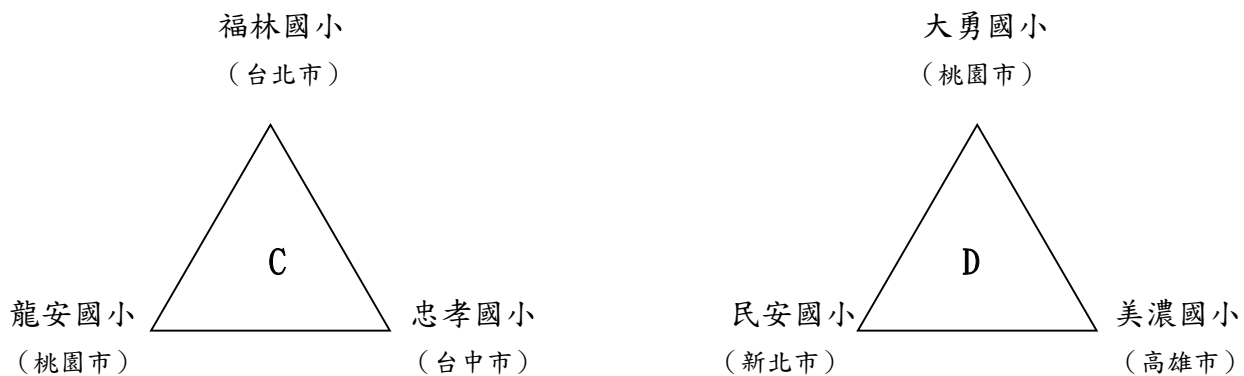 福林國小
（台北市）
C
龍安國小
（桃園市）
忠孝國小
（台中市）
大勇國小
（桃園市）
D
民安國小
（新北市）
美濃國小
（高雄市）